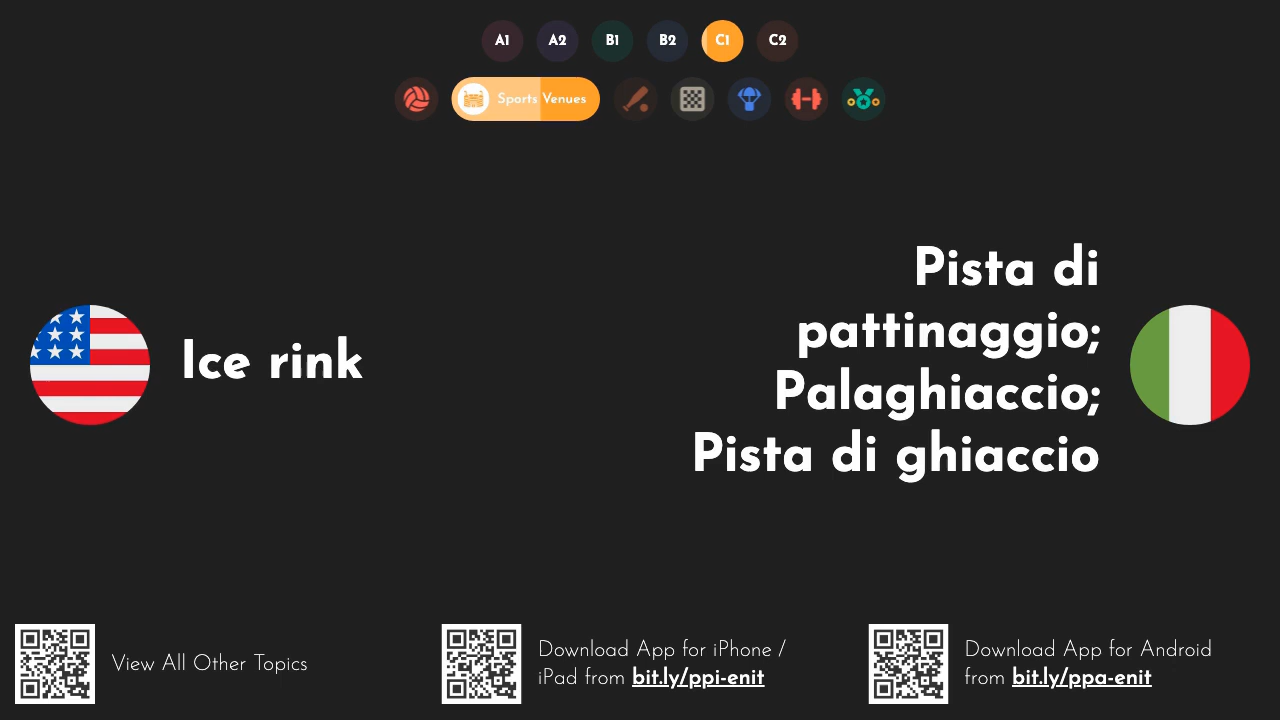 A1 A2 B1 B2 C1 C2
Sports Venues
Ice rink
Pista di
pattinaggio;
Palaghiaccio;
Pista di ghiaccio
View All Other Topics
Download App for iPhone /
iPad from bit.ly/ppi-enit
Download App for Android
from bit.ly/ppa-enit